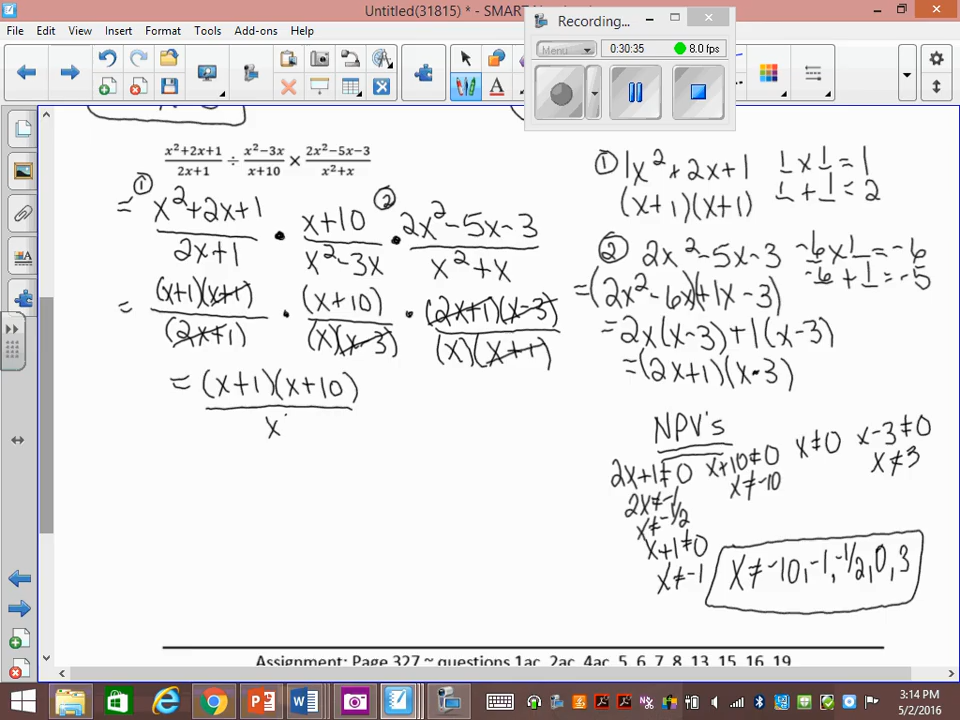 Untitled(31815) * - SMART
Recording...
File Edit View Insert Format Tools Add-ons Help
Menu 0:30:35 8.0 fps
x²+2x+1 / 2x+1 ÷ x²−3x / x+10 × 2x²−5x−3 / x²+x
① ②
= x²+2x+1 / 2x+1 • x+10 / x²−3x • 2x²−5x−3 / x²+x
= (x+1)(x+1) / (2x+1) • (x+10) / (x)(x−3) • (2x+1)(x−3) / (x)(x+1)
= (x+1)(x+10) / x
① 1x²+2x+1 1 x 1 = 1
(x+1)(x+1) 1 + 1 = 2
② 2x²−5x−3 -6 x 1 = -6
-6 + 1 = -5
=(2x²−6x)(+1x−3)
=2x(x−3)+1(x−3)
=(2x+1)(x-3)
NPV's
2x+1≠0 x+10≠0 x≠0 x−3≠0
2x≠-1 x≠-10 x≠3
x≠-1/2
x+1≠0
x≠-1
x≠-10,-1,-1/2,0,3
Assignment: Page 327 ~ questions 1ac, 2ac, 4ac, 5, 6, 7, 8, 13, 15, 16, 19
3:14 PM
5/2/2016